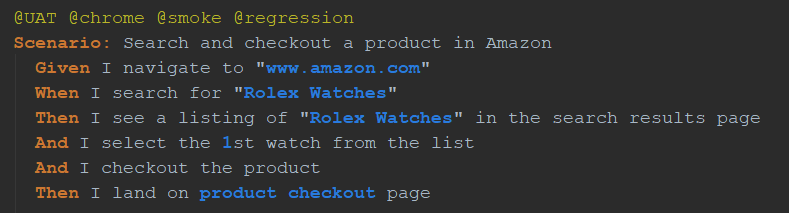 @UAT @chrome @smoke @regression
Scenario: Search and checkout a product in Amazon
Given I navigate to "www.amazon.com"
When I search for "Rolex Watches"
Then I see a listing of "Rolex Watches" in the search results page
And I select the 1st watch from the list
And I checkout the product
Then I land on product checkout page